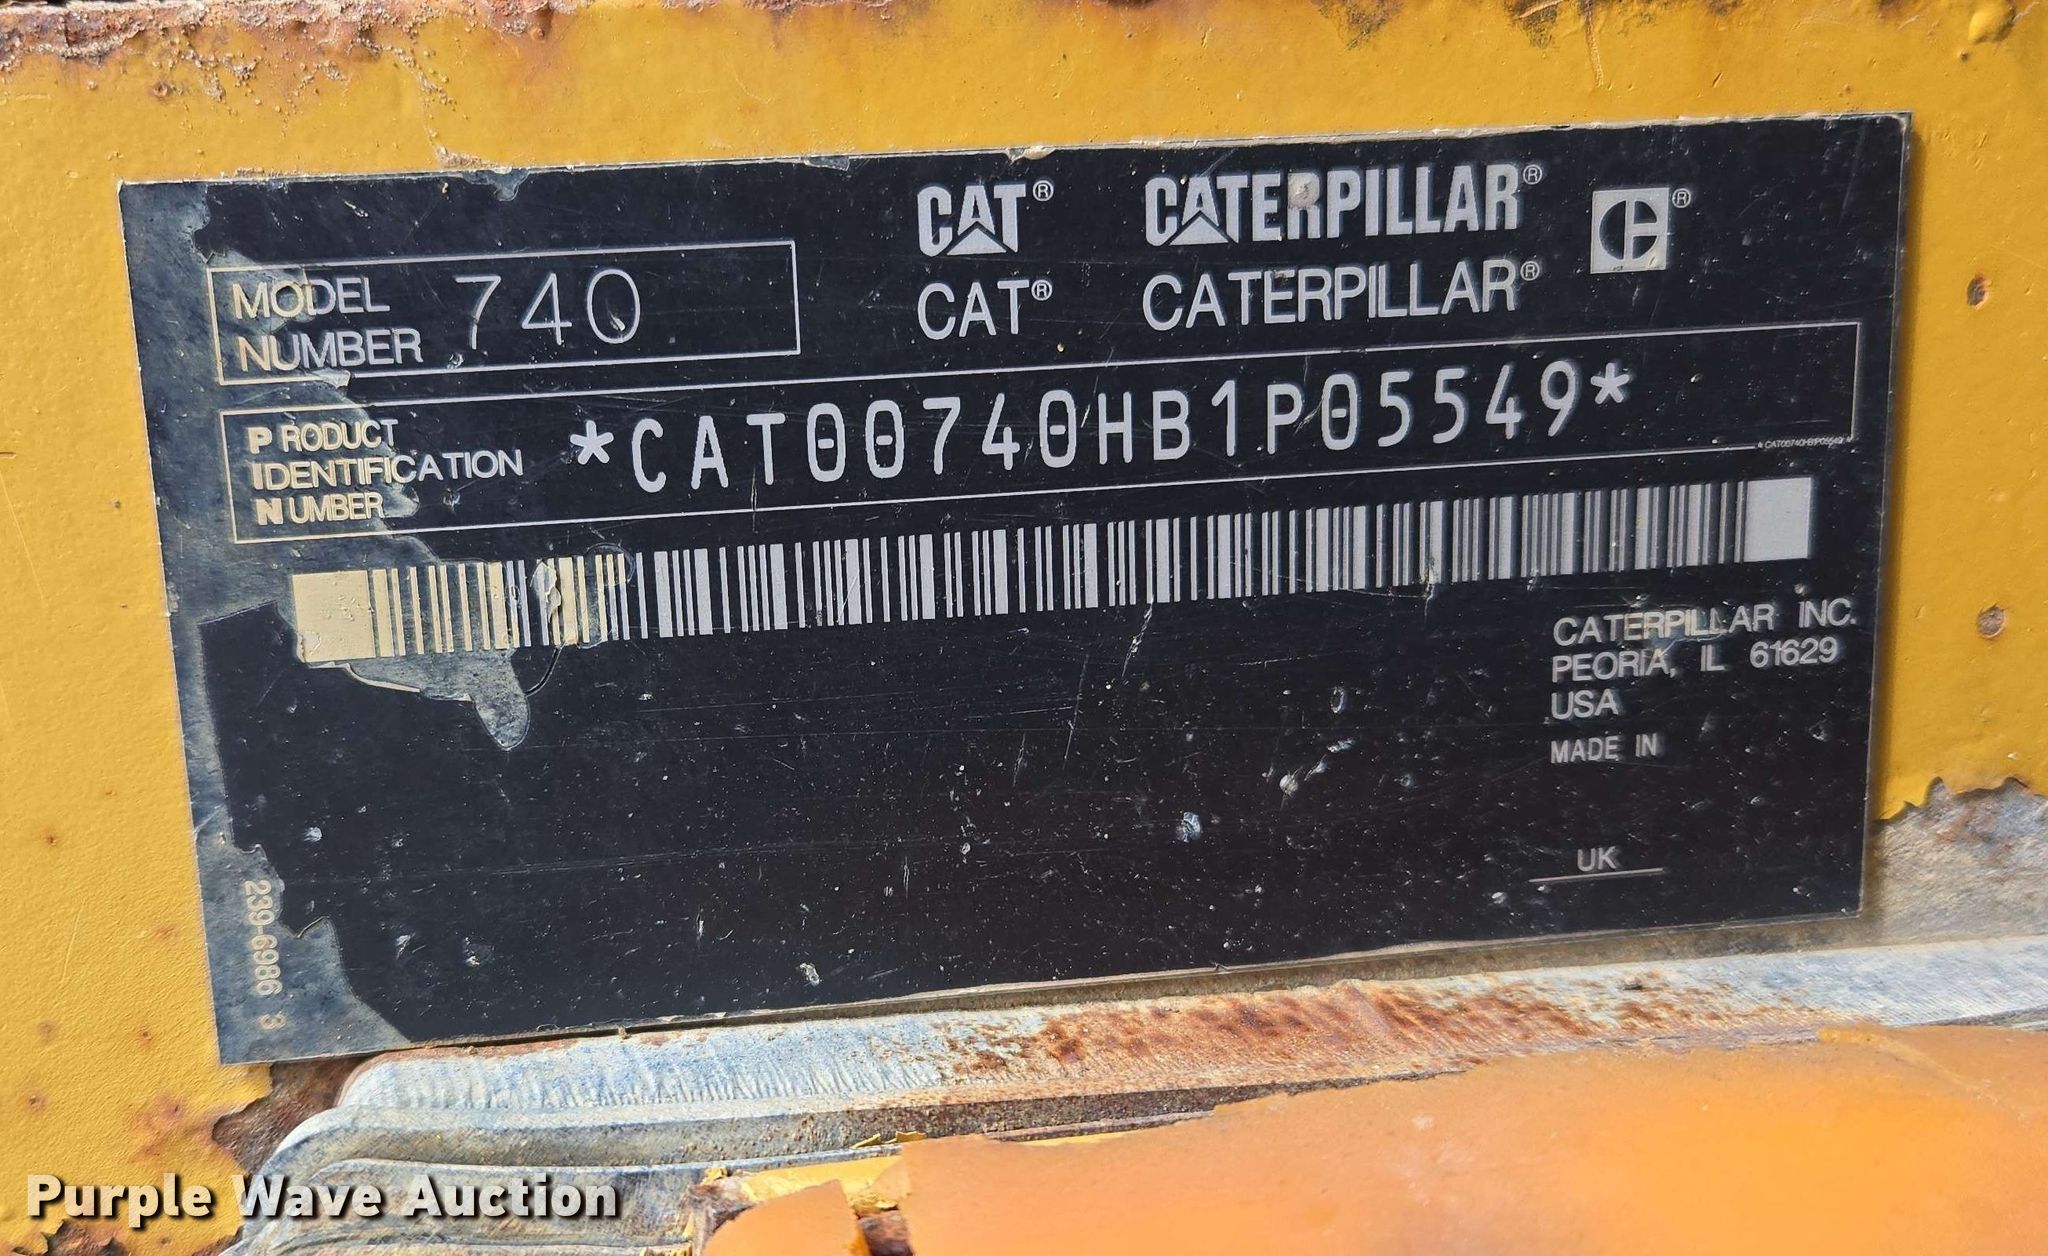 CAT® CATERPILLAR® ®
CAT® CATERPILLAR®
MODEL
NUMBER 740
PRODUCT
IDENTIFICATION
NUMBER
*CAT00740HB1P05549*
*CAT00740HB1P05549*
CATERPILLAR INC.
PEORIA, IL 61629
USA
MADE IN
UK
239-6986 3
Purple Wave Auction